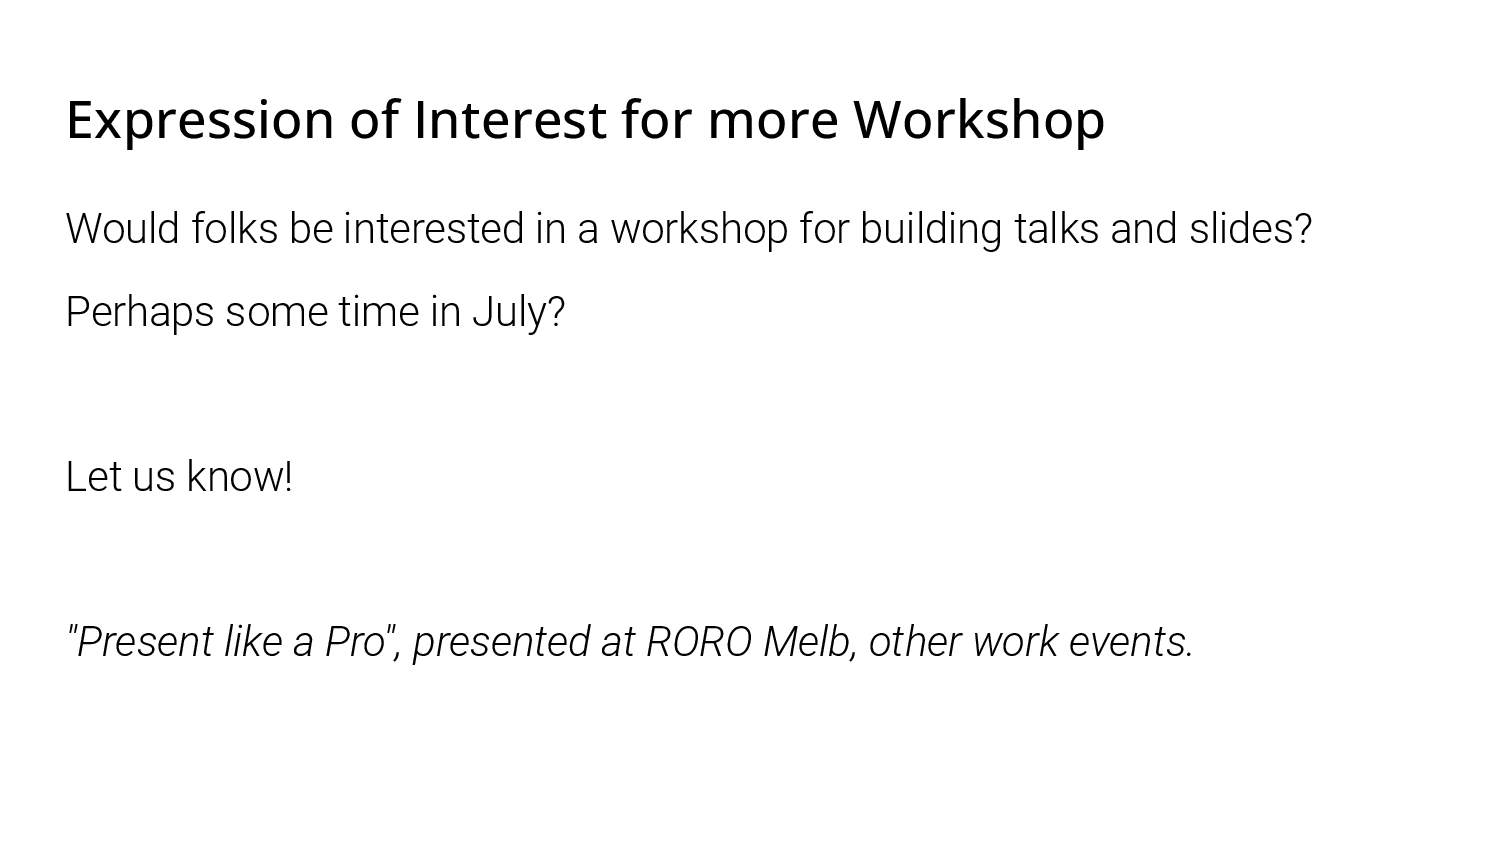 Expression of Interest for more Workshop
Would folks be interested in a workshop for building talks and slides?
Perhaps some time in July?
Let us know!
"Present like a Pro", presented at RORO Melb, other work events.